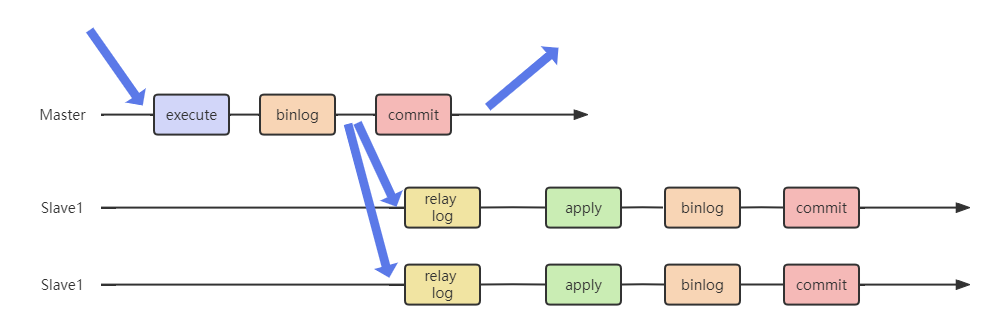 Master
execute
binlog
commit
Slave1
relay
log
apply
binlog
commit
Slave1
relay
log
apply
binlog
commit